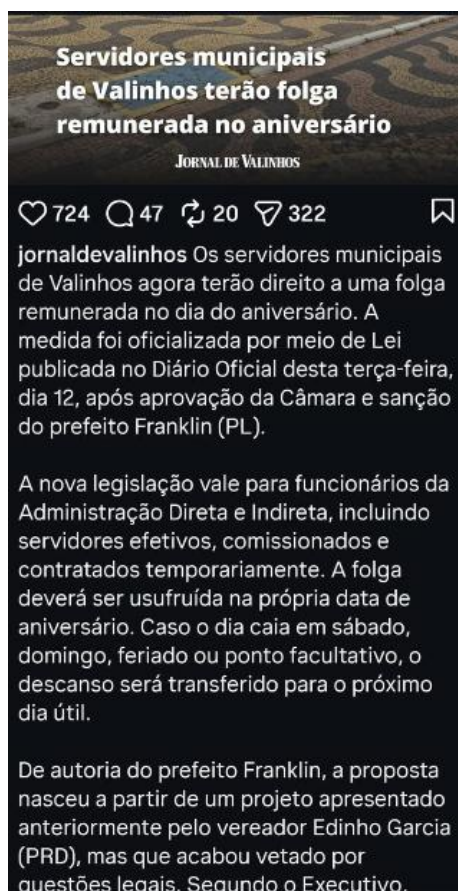 Servidores municipais
de Valinhos terão folga
remunerada no aniversário
JORNAL DE VALINHOS
724 47 20 322
jornaldevalinhos Os servidores municipais
de Valinhos agora terão direito a uma folga
remunerada no dia do aniversário. A
medida foi oficializada por meio de Lei
publicada no Diário Oficial desta terça-feira,
dia 12, após aprovação da Câmara e sanção
do prefeito Franklin (PL).
A nova legislação vale para funcionários da
Administração Direta e Indireta, incluindo
servidores efetivos, comissionados e
contratados temporariamente. A folga
deverá ser usufruída na própria data de
aniversário. Caso o dia caia em sábado,
domingo, feriado ou ponto facultativo, o
descanso será transferido para o próximo
dia útil.
De autoria do prefeito Franklin, a proposta
nasceu a partir de um projeto apresentado
anteriormente pelo vereador Edinho Garcia
(PRD), mas que acabou vetado por
questões legais. Segundo o Executivo